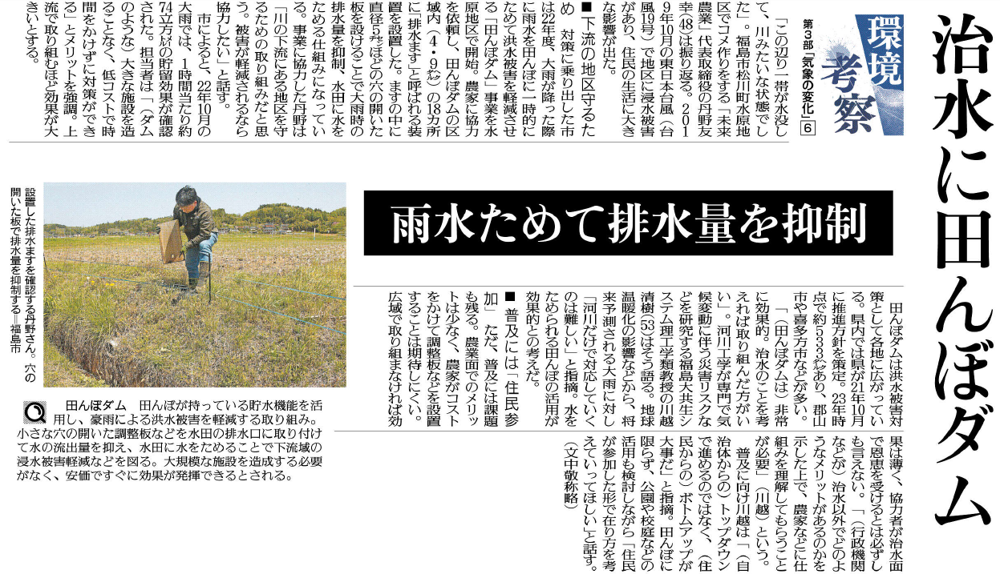 治水に田んぼダム
環境
考察
第3部「気象の変化」6
「この辺り一帯が水没し
て、川みたいな状態でし
た」。福島市松川町水原地
区でコメ作りをする「未来
農業」代表取締役の丹野友
幸(48)は振り返る。201
9年10月の東日本台風(台
風19号)で地区に浸水被害
があり、住民の生活に大き
な影響が出た。
■下流の地区守るた
め 対策に乗り出した市
は22年度、大雨が降った際
に雨水を田んぼに一時的に
ためて洪水被害を軽減させ
る「田んぼダム」事業を水
原地区で開始。農家に協力
を依頼し、田んぼダムの区
域内(4・9㌶)の18カ所
に「排水ます」と呼ばれる装
置を設置した。ますの中に
直径5㌢ほどの穴の開いた
板を設けることで大雨時の
排水量を抑制、水田に水を
ためる仕組みになってい
る。事業に協力した丹野は
「川の下流にある地区を守
るための取り組みだと思
う。被害が軽減されるなら
協力したい」と話す。
市によると、22年10月の
大雨では、1時間当たり約
74立方㍍の貯留効果が確認
された。担当者は「(ダム
のような)大きな施設を造
ることなく、低コストで時
間をかけずに対策ができ
る」とメリットを強調。上
流で取り組むほど効果が大
きいとする。
雨水ためて排水量を抑制
設置した排水ますを確認する丹野さん。穴の
開いた板で排水量を抑制する＝福島市
田んぼダムは洪水被害対
策として各地に広がってい
る。県内では県が21年10月
に推進方針を策定。23年時
点で約533㌶あり、郡山
市や喜多方市などが多い。
「(田んぼダムは)非常
に効果的。治水のことを考
えれば取り組んだ方がい
い」。河川工学が専門で気
候変動に伴う災害リスクな
どを研究する福島大共生シ
ステム理工学類教授の川越
清樹(53)はそう語る。地球
温暖化の影響などから、将
来予測される大雨に対し
「河川だけで対応していく
のは難しい」と指摘。水を
ためられる田んぼの活用が
効果的との考えだ。
■普及には「住民参
加」 ただ、普及には課題
も残る。農業面でのメリッ
トは少なく、農家がコスト
をかけて調整板などを設置
することは期待しにくい。
広域で取り組まなければ効
果は薄く、協力者が治水面
で恩恵を受けるとは必ずし
も言えない。「(行政機関
などが)治水以外でどのよ
うなメリットがあるのかを
示した上で、農家などに仕
組みを理解してもらうこと
が必要」(川越)という。
普及に向け川越は「(自
治体からの)トップダウン
で進めるのではなく、(住
民からの)ボトムアップが
大事だ」と指摘。田んぼに
限らず、公園や校庭などの
活用も検討しながら「住民
が参加した形で在り方を考
えていってほしい」と話す。
(文中敬称略)
田んぼダム 田んぼが持っている貯水機能を活
用し、豪雨による洪水被害を軽減する取り組み。
小さな穴の開いた調整板などを水田の排水口に取り付け
て水の流出量を抑え、水田に水をためることで下流域の
浸水被害軽減などを図る。大規模な施設を造成する必要
がなく、安価ですぐに効果が発揮できるとされる。